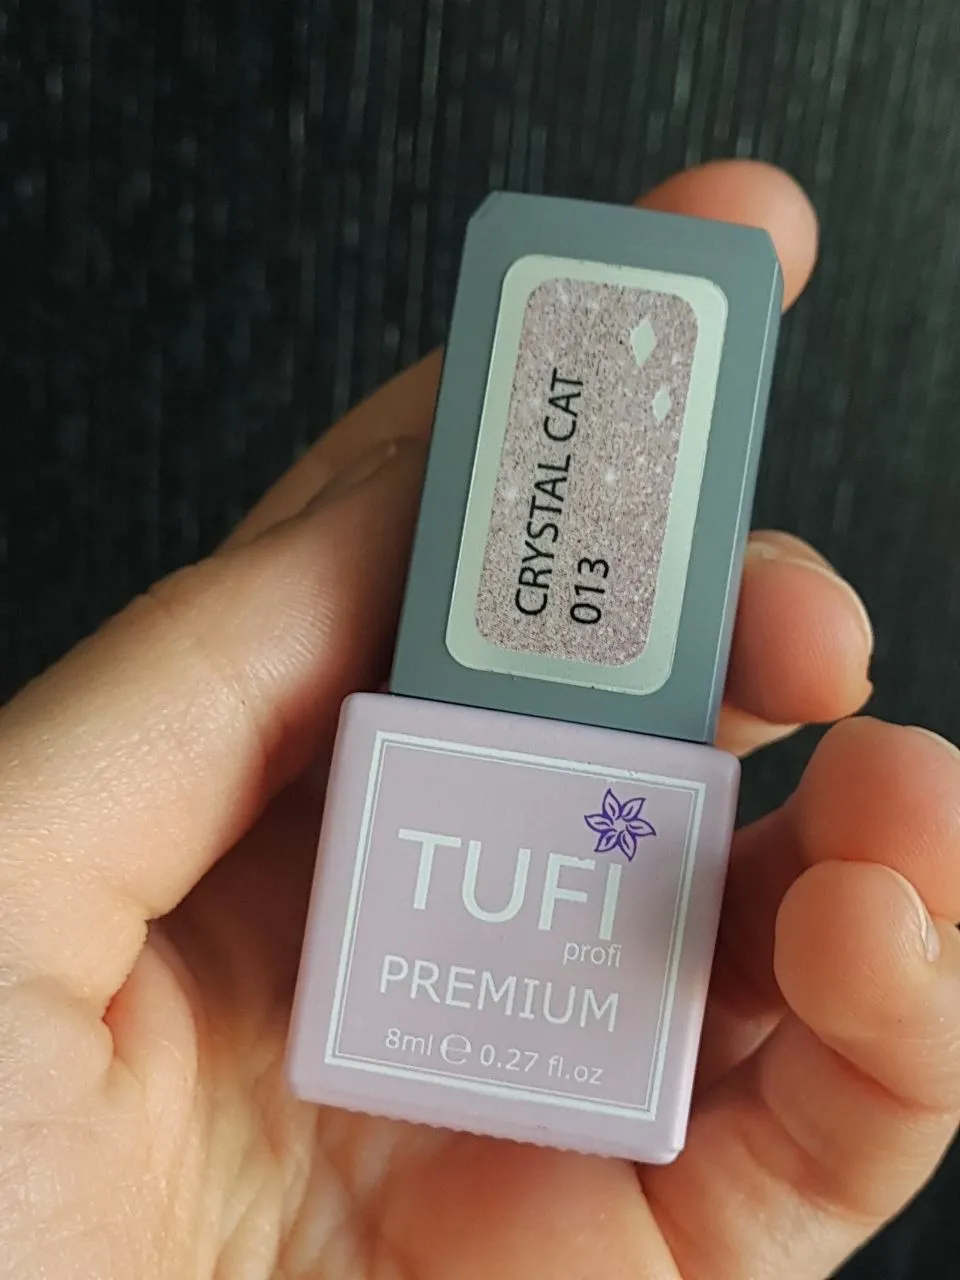 CRYSTAL CAT
013
TUFI
profi
PREMIUM
8ml ℮ 0.27 fl.oz